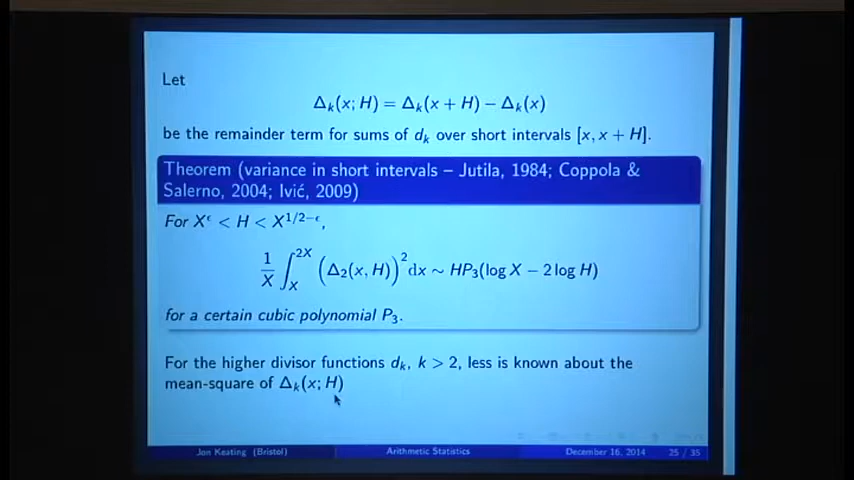 Let
Δₖ(x; H) = Δₖ(x + H) − Δₖ(x)
be the remainder term for sums of dₖ over short intervals [x, x + H].
Theorem (variance in short intervals – Jutila, 1984; Coppola &
Salerno, 2004; Ivić, 2009)
For X^ϵ < H < X^{1/2−ϵ},
1/X ∫_X^{2X} (Δ₂(x, H))² dx ∼ HP₃(log X − 2 log H)
for a certain cubic polynomial P₃.
For the higher divisor functions dₖ, k > 2, less is known about the
mean-square of Δₖ(x; H)
Jon Keating (Bristol) Arithmetic Statistics December 16, 2014 25 / 35